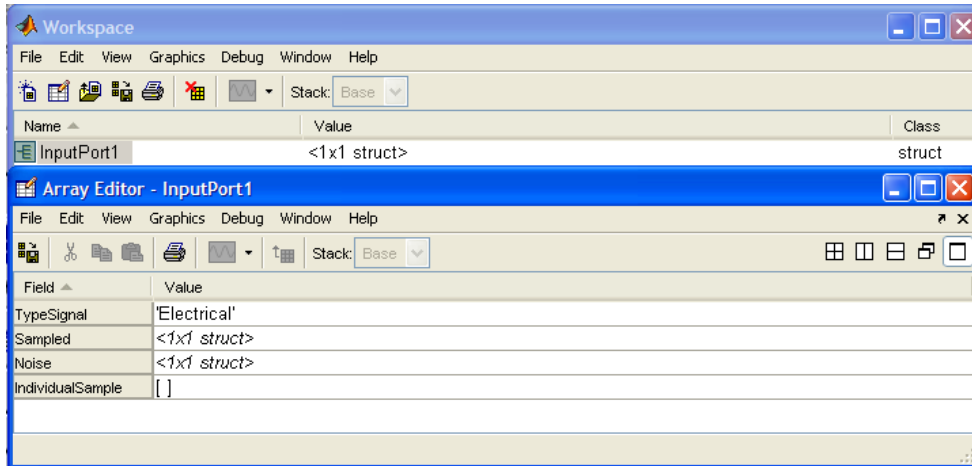 Workspace
File Edit View Graphics Debug Window Help
Stack: Base
Name Value Class
InputPort1 <1x1 struct> struct
Array Editor - InputPort1
File Edit View Graphics Debug Window Help
Stack: Base
Field Value
TypeSignal 'Electrical'
Sampled <1x1 struct>
Noise <1x1 struct>
IndividualSample [ ]